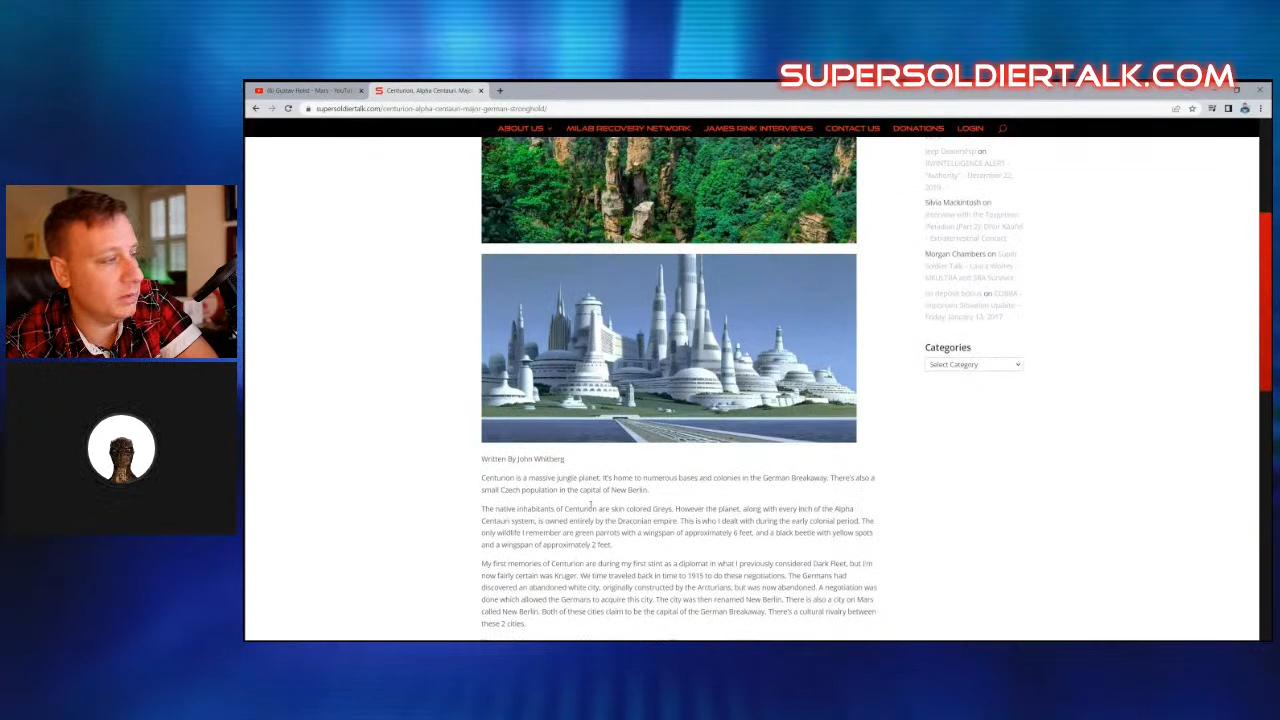 SUPERSOLDIERTALK.COM
(6) Gustav Holst - Mars - YouTu
Centurion, Alpha Centauri. Majo
supersoldiertalk.com/centurion-alpha-centauri-major-german-stronghold/
ABOUT US MILAB RECOVERY NETWORK JAMES RINK INTERVIEWS CONTACT US DONATIONS LOGIN
Jeep Dealership on
"Authority" - December 22,
2019
Silvia Mackintosh on
Interview with the Taygetan
Pleiadian (Part 2): Dhor Káal'el
- Extraterrestrial Contact
Morgan Chambers on Super
Soldier Talk - Laura Worley -
MKULTRA and SRA Survivor
no deposit bonus on COBRA -
Important Situation Update -
Friday, January 13, 2017
Categories
Select Category
Written By John Whitberg
Centurion is a massive jungle planet. It's home to numerous bases and colonies in the German Breakaway. There's also a
small Czech population in the capital of New Berlin.
The native inhabitants of Centurion are skin colored Greys. However the planet, along with every inch of the Alpha
Centauri system, is owned entirely by the Draconian empire. This is who I dealt with during the early colonial period. The
only wildlife I remember are green parrots with a wingspan of approximately 6 feet, and a black beetle with yellow spots
and a wingspan of approximately 2 feet.
My first memories of Centurion are during my first stint as a diplomat in what I previously considered Dark Fleet, but I'm
now fairly certain was Kruger. We time traveled back in time to 1915 to do these negotiations. The Germans had
discovered an abandoned white city, originally constructed by the Arcturians, but was now abandoned. A negotiation was
done which allowed the Germans to acquire this city. The city was then renamed New Berlin. There is also a city on Mars
called New Berlin. Both of these cities claim to be the capital of the German Breakaway. There's a cultural rivalry between
these 2 cities.